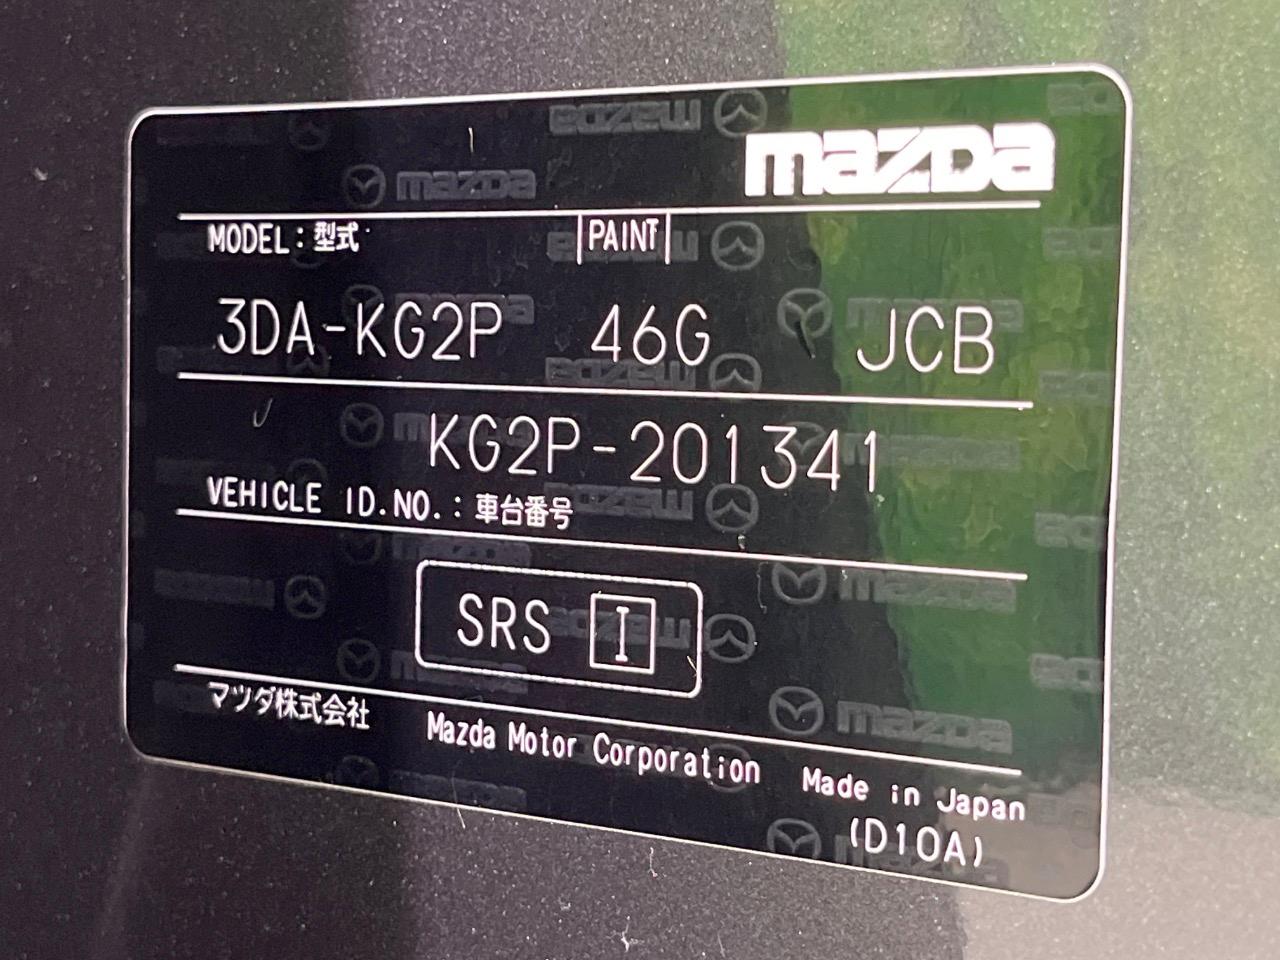 mazda
MODEL：型式 PAINT
3DA-KG2P 46G JCB
KG2P-201341
VEHICLE ID.NO.：車台番号
SRS I
マツダ株式会社 Mazda Motor Corporation Made in Japan
(D10A)